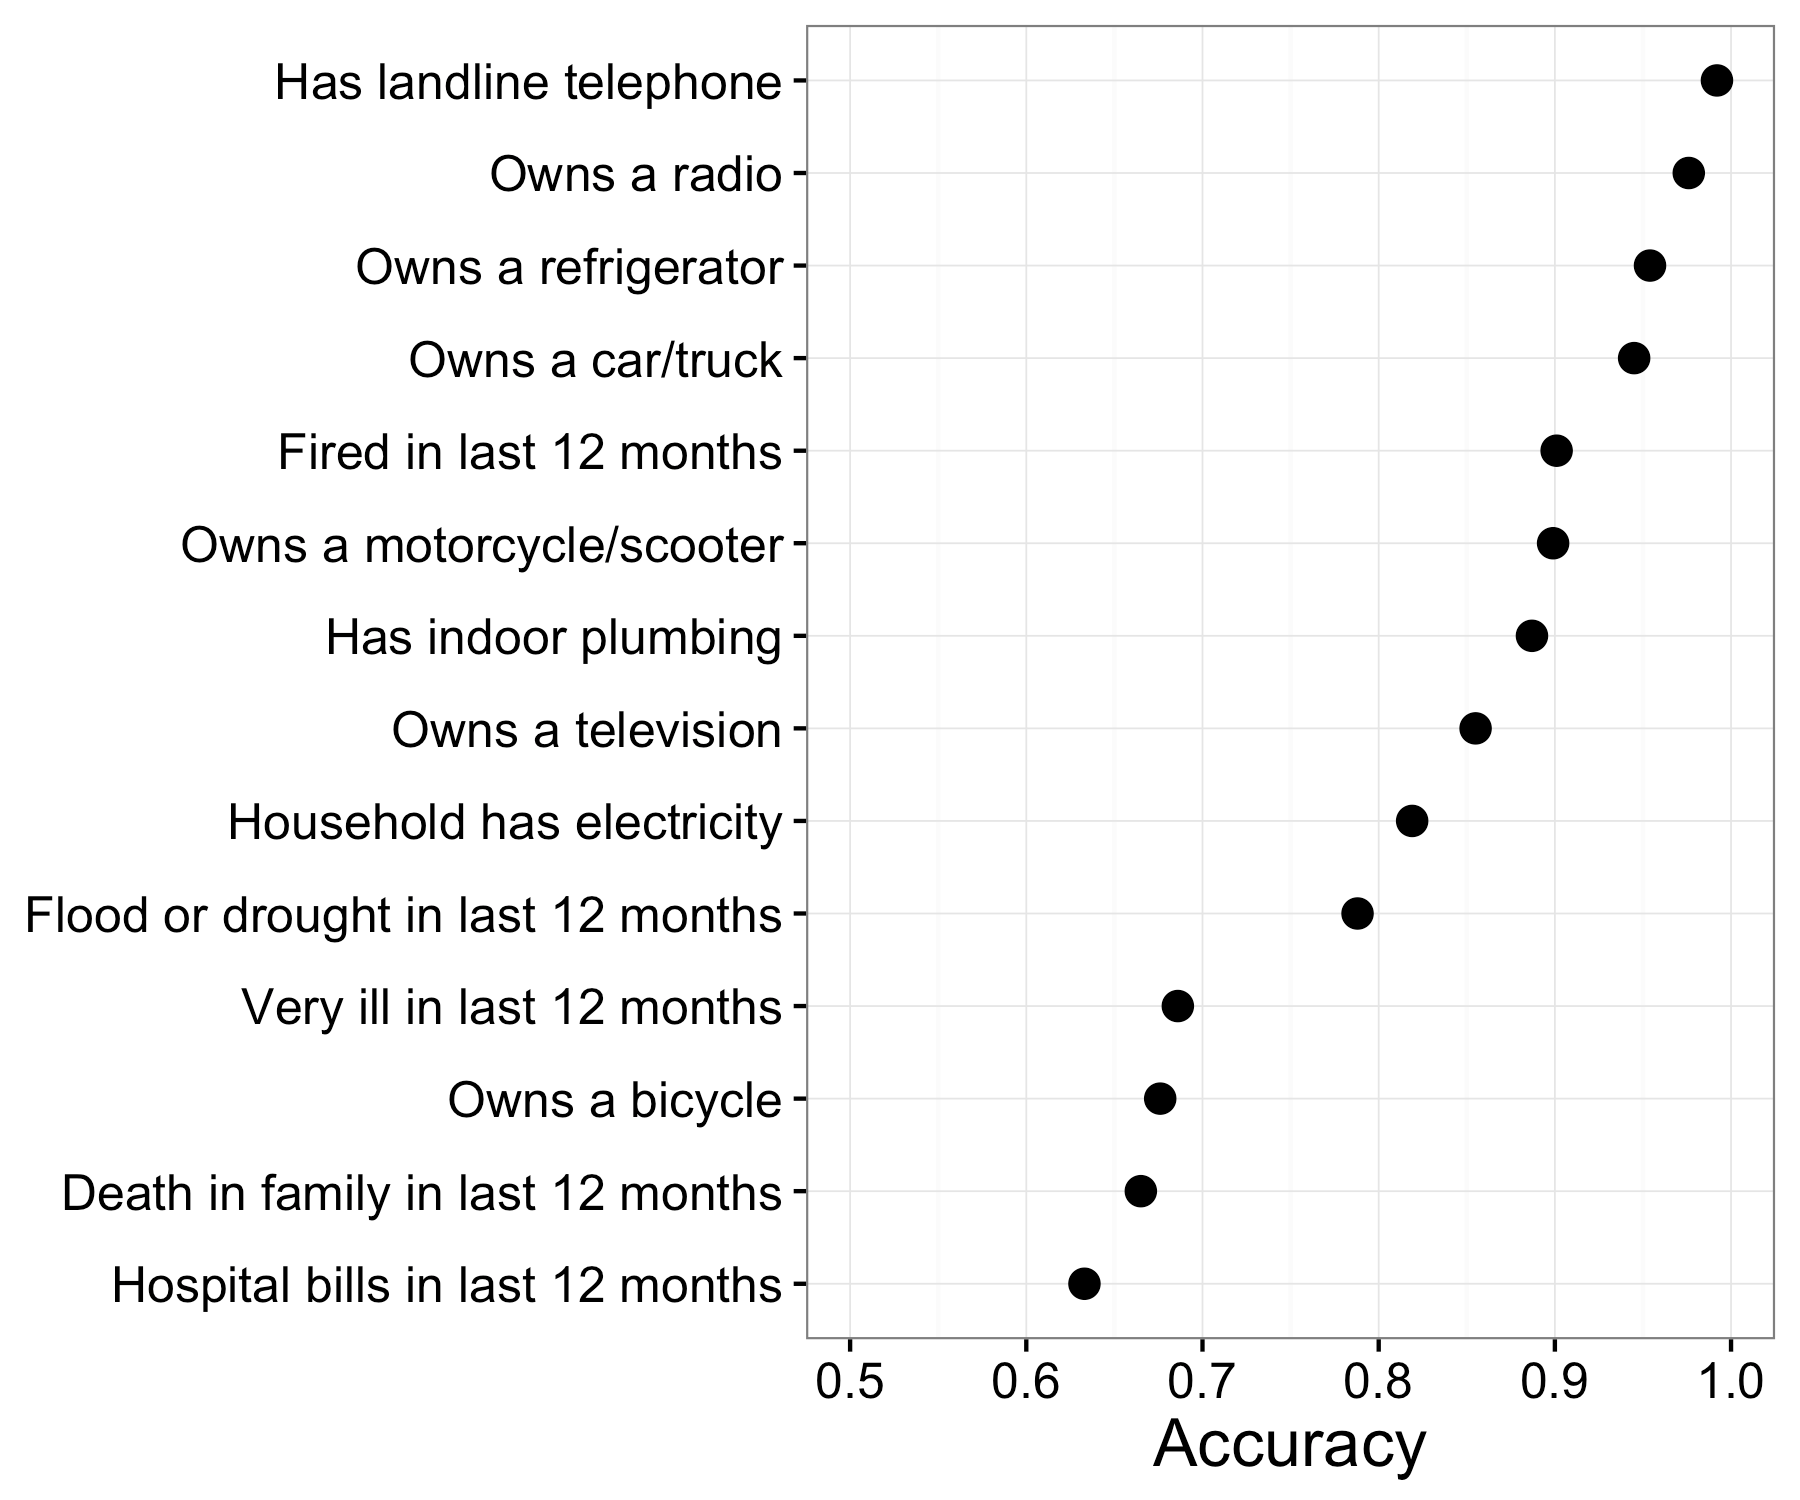 Has landline telephone
Owns a radio
Owns a refrigerator
Owns a car/truck
Fired in last 12 months
Owns a motorcycle/scooter
Has indoor plumbing
Owns a television
Household has electricity
Flood or drought in last 12 months
Very ill in last 12 months
Owns a bicycle
Death in family in last 12 months
Hospital bills in last 12 months
0.5 0.6 0.7 0.8 0.9 1.0
Accuracy